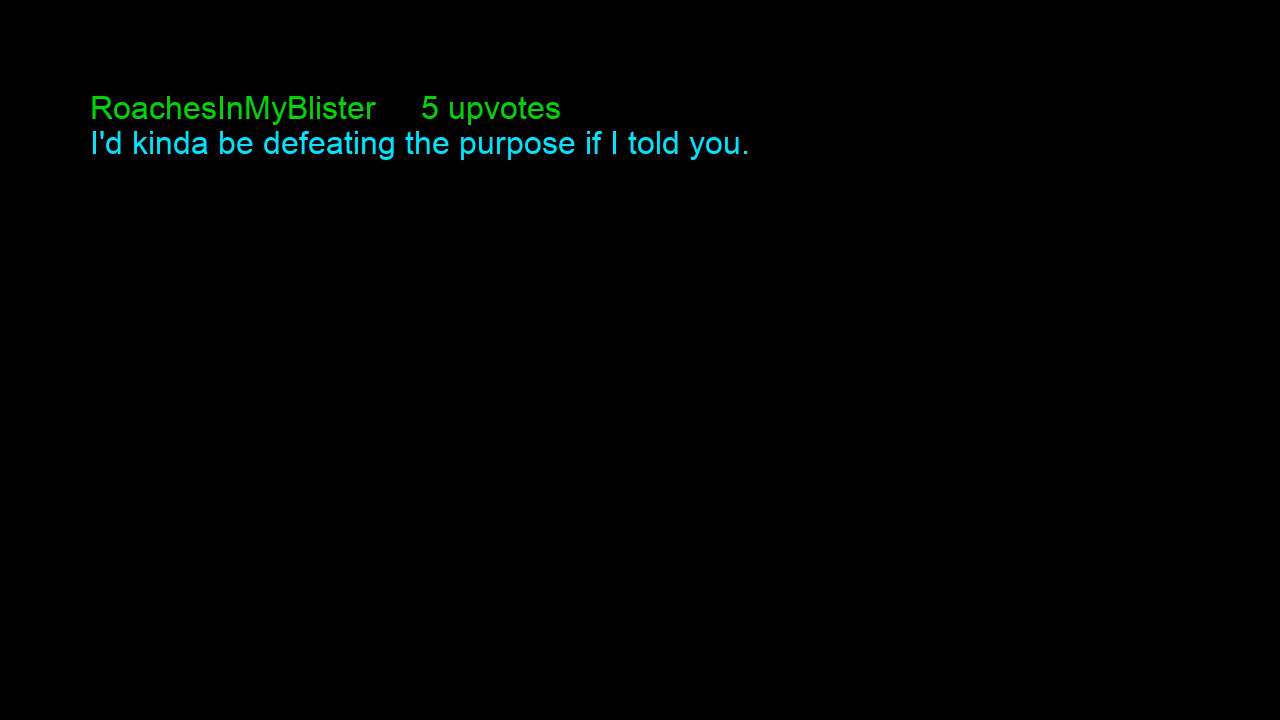 RoachesInMyBlister 5 upvotes
I'd kinda be defeating the purpose if I told you.